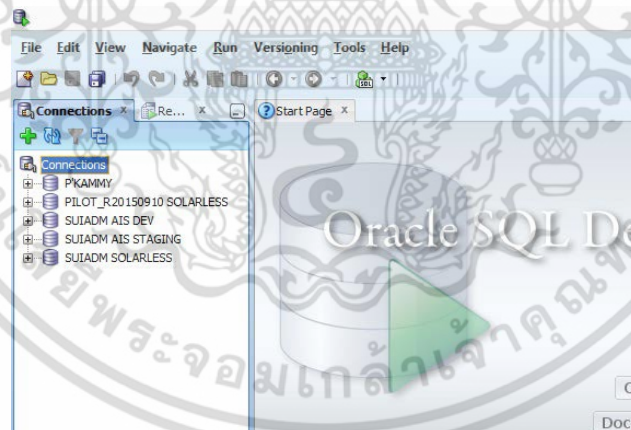 File Edit View Navigate Run Versioning Tools Help
Connections x Re... x Start Page x
Connections
P'KAMMY
PILOT_R20150910 SOLARLESS
SUIADM AIS DEV
SUIADM AIS STAGING
SUIADM SOLARLESS
Oracle SQL De
C
Doc